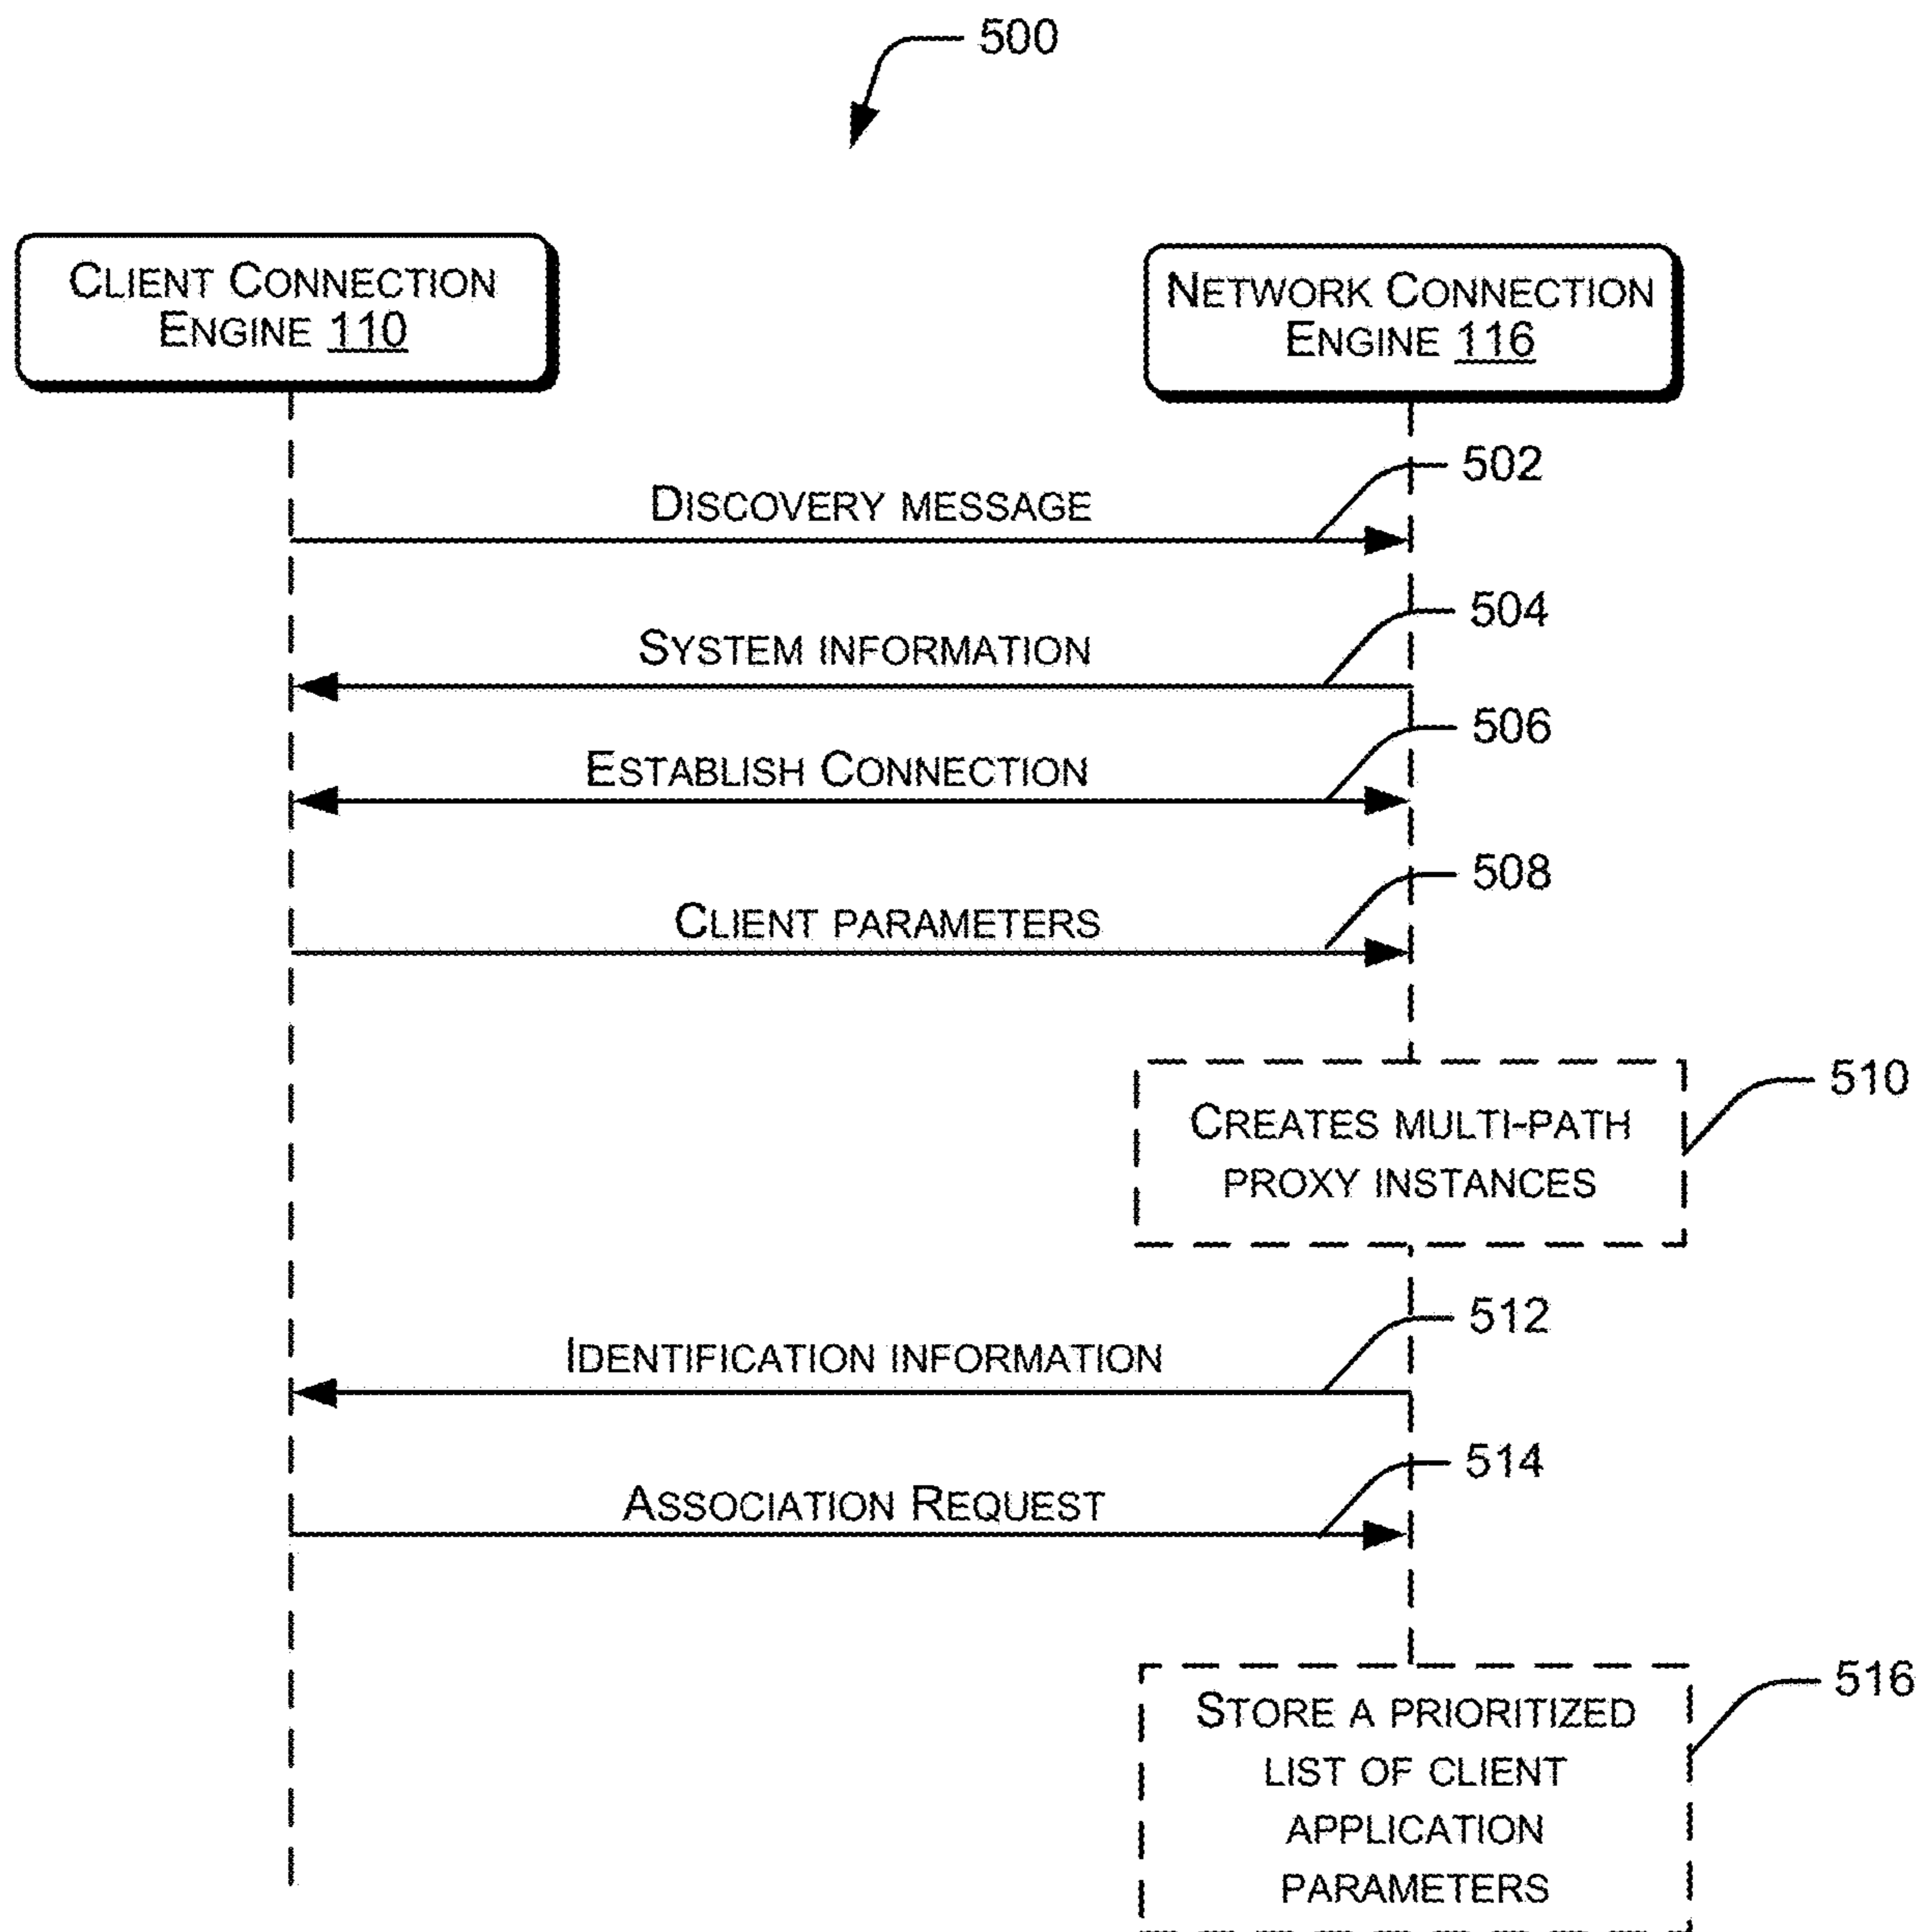 500
CLIENT CONNECTION
ENGINE 110
NETWORK CONNECTION
ENGINE 116
502
DISCOVERY MESSAGE
504
SYSTEM INFORMATION
506
ESTABLISH CONNECTION
508
CLIENT PARAMETERS
510
CREATES MULTI-PATH
PROXY INSTANCES
512
IDENTIFICATION INFORMATION
514
ASSOCIATION REQUEST
516
STORE A PRIORITIZED
LIST OF CLIENT
APPLICATION
PARAMETERS